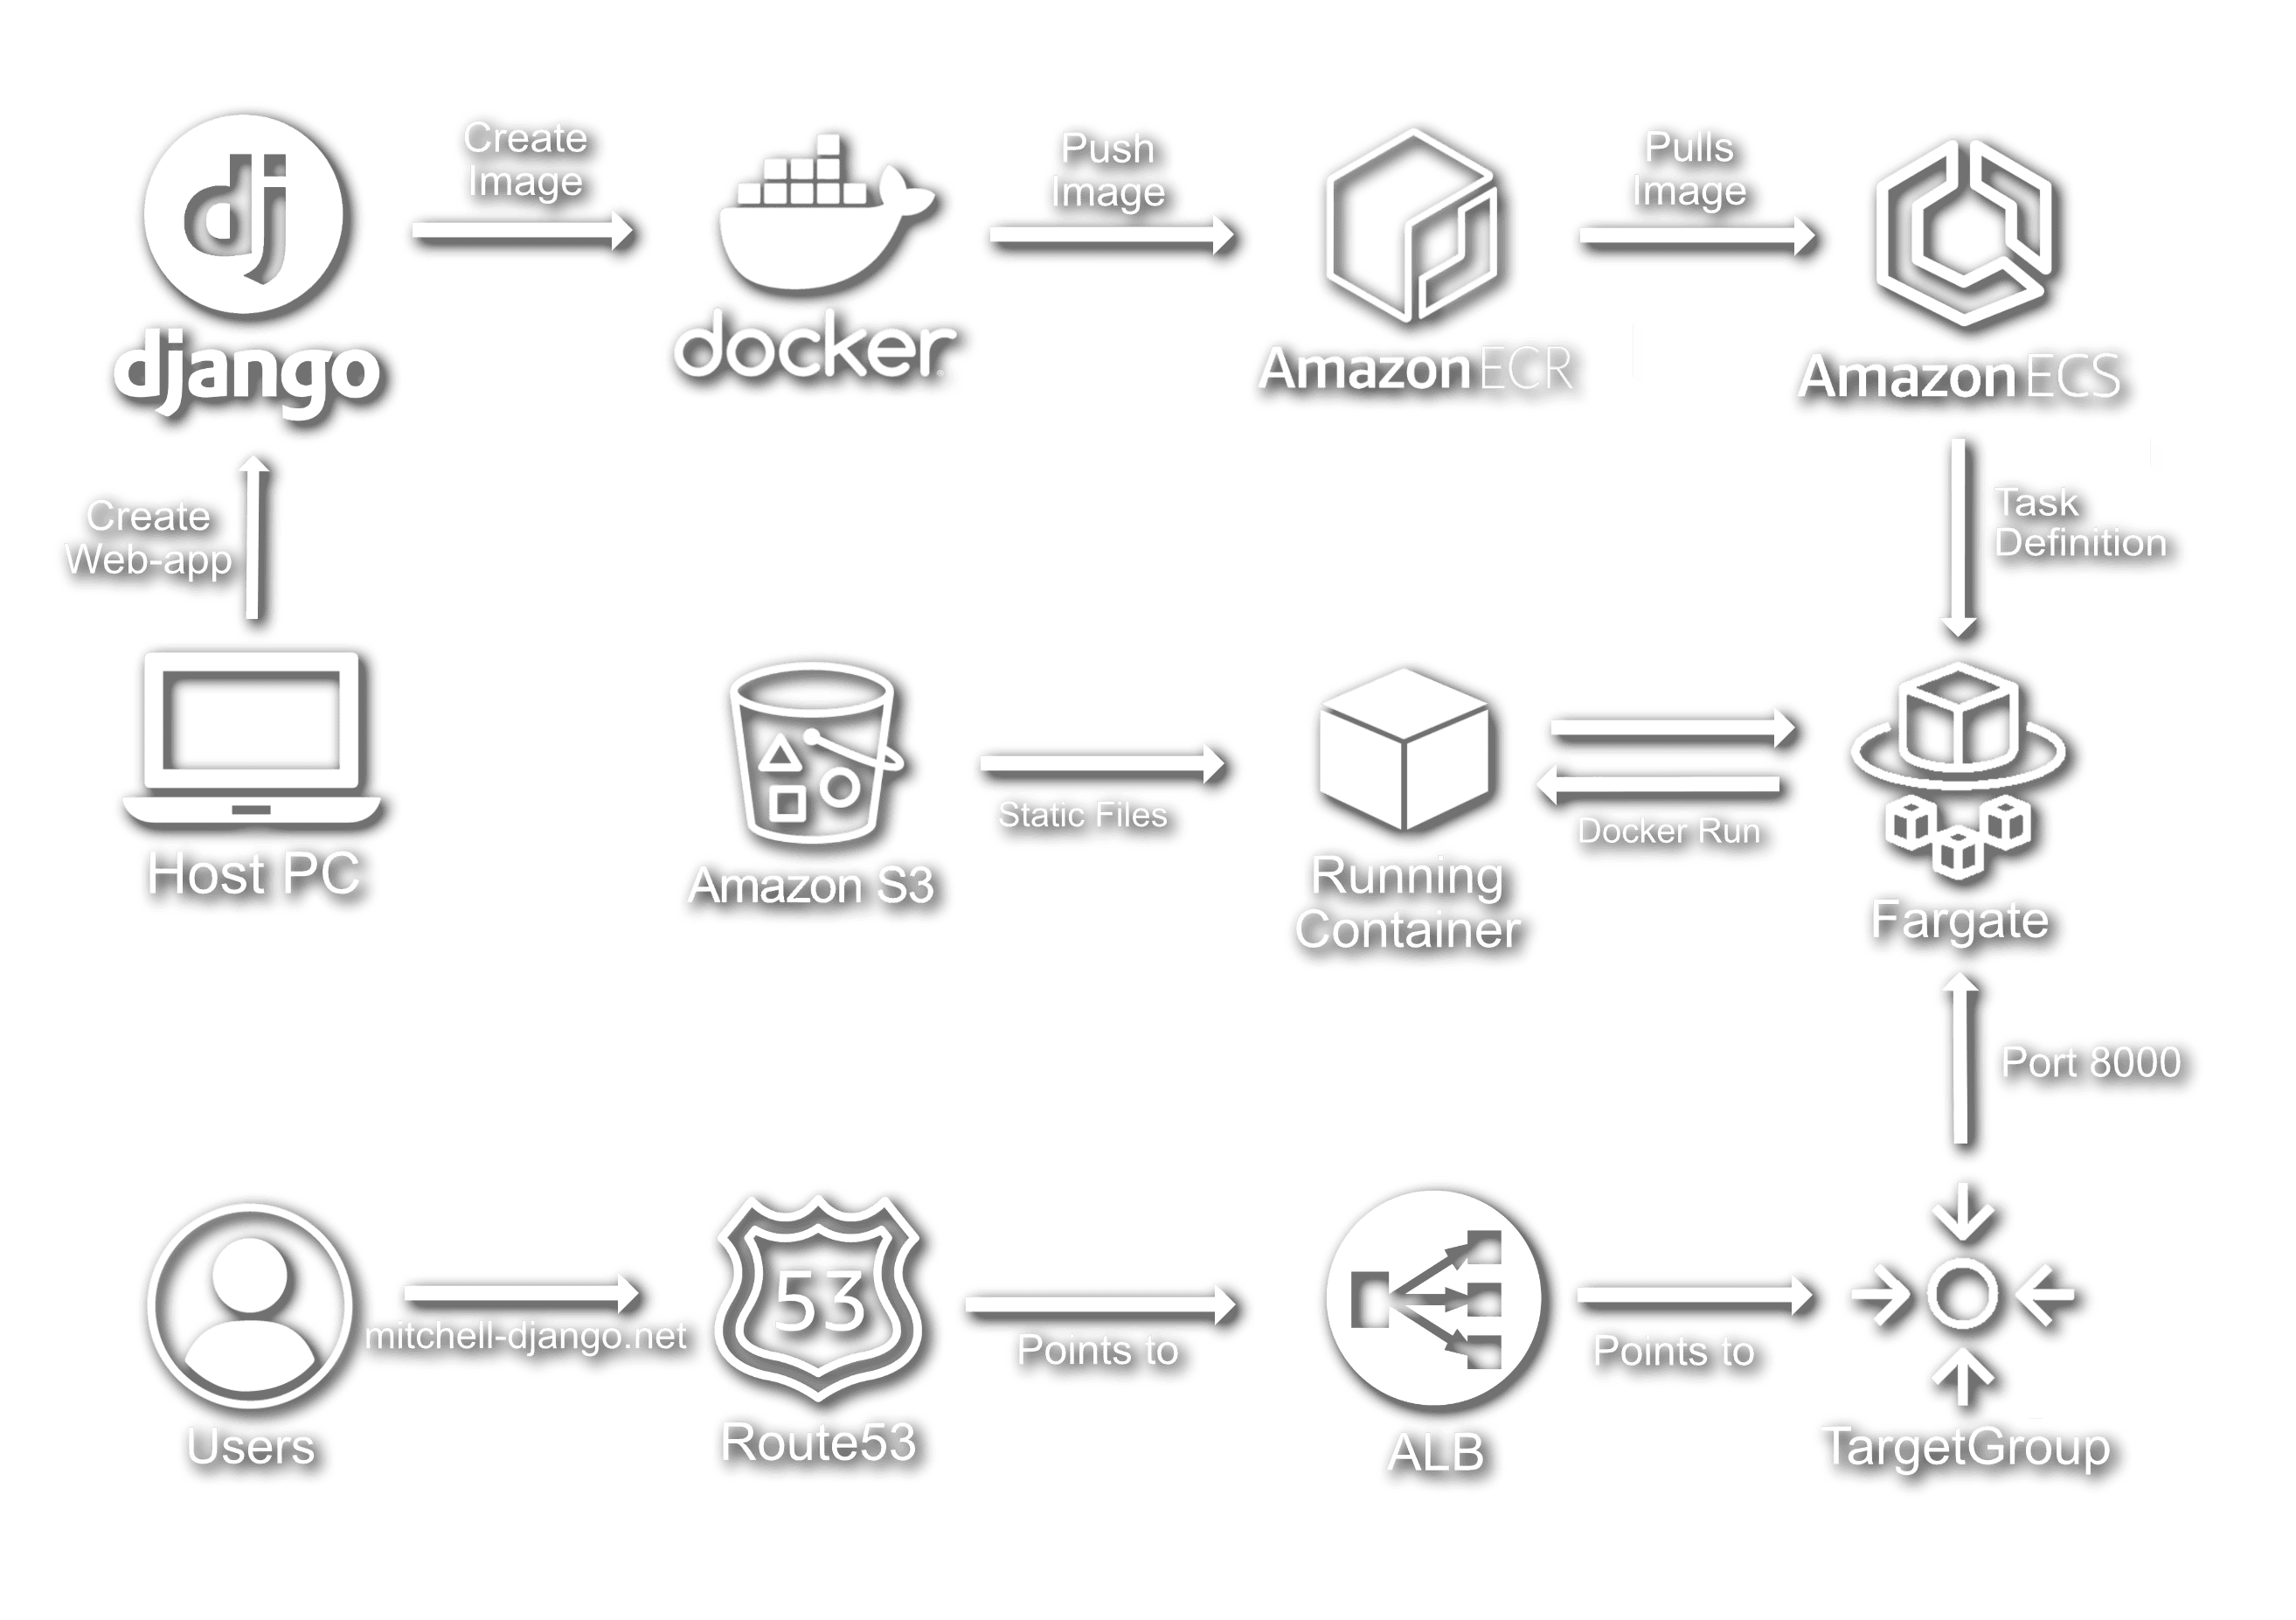 Create
Image
Push
Image
Pulls
Image
dj
django
docker
Amazon ECR
Amazon ECS
Create
Web-app
Task
Definition
Host PC
Amazon S3
Static Files
Running
Container
Docker Run
Fargate
Port 8000
Users
mitchell-django.net
53
Route53
Points to
ALB
Points to
TargetGroup